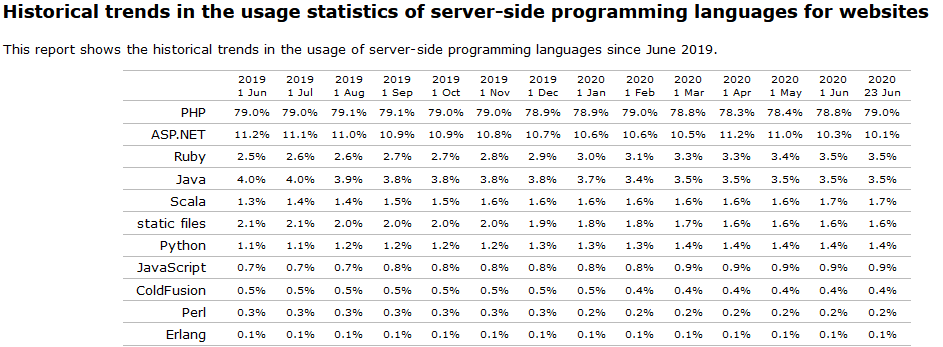 Historical trends in the usage statistics of server-side programming languages for websites
This report shows the historical trends in the usage of server-side programming languages since June 2019.
2019 2019 2019 2019 2019 2019 2019 2020 2020 2020 2020 2020 2020 2020
1 Jun 1 Jul 1 Aug 1 Sep 1 Oct 1 Nov 1 Dec 1 Jan 1 Feb 1 Mar 1 Apr 1 May 1 Jun 23 Jun
PHP 79.0% 79.0% 79.1% 79.1% 79.0% 79.0% 78.9% 78.9% 79.0% 78.8% 78.3% 78.4% 78.8% 79.0%
ASP.NET 11.2% 11.1% 11.0% 10.9% 10.9% 10.8% 10.7% 10.6% 10.6% 10.5% 11.2% 11.0% 10.3% 10.1%
Ruby 2.5% 2.6% 2.6% 2.7% 2.7% 2.8% 2.9% 3.0% 3.1% 3.3% 3.3% 3.4% 3.5% 3.5%
Java 4.0% 4.0% 3.9% 3.8% 3.8% 3.8% 3.8% 3.7% 3.4% 3.5% 3.5% 3.5% 3.5% 3.5%
Scala 1.3% 1.4% 1.4% 1.5% 1.5% 1.6% 1.6% 1.6% 1.6% 1.6% 1.6% 1.6% 1.7% 1.7%
static files 2.1% 2.1% 2.0% 2.0% 2.0% 2.0% 1.9% 1.8% 1.8% 1.7% 1.6% 1.6% 1.6% 1.6%
Python 1.1% 1.1% 1.2% 1.2% 1.2% 1.2% 1.3% 1.3% 1.3% 1.4% 1.4% 1.4% 1.4% 1.4%
JavaScript 0.7% 0.7% 0.7% 0.8% 0.8% 0.8% 0.8% 0.8% 0.8% 0.9% 0.9% 0.9% 0.9% 0.9%
ColdFusion 0.5% 0.5% 0.5% 0.5% 0.5% 0.5% 0.5% 0.5% 0.4% 0.4% 0.4% 0.4% 0.4% 0.4%
Perl 0.3% 0.3% 0.3% 0.3% 0.3% 0.3% 0.3% 0.2% 0.2% 0.2% 0.2% 0.2% 0.2% 0.2%
Erlang 0.1% 0.1% 0.1% 0.1% 0.1% 0.1% 0.1% 0.1% 0.1% 0.1% 0.1% 0.1% 0.1% 0.1%